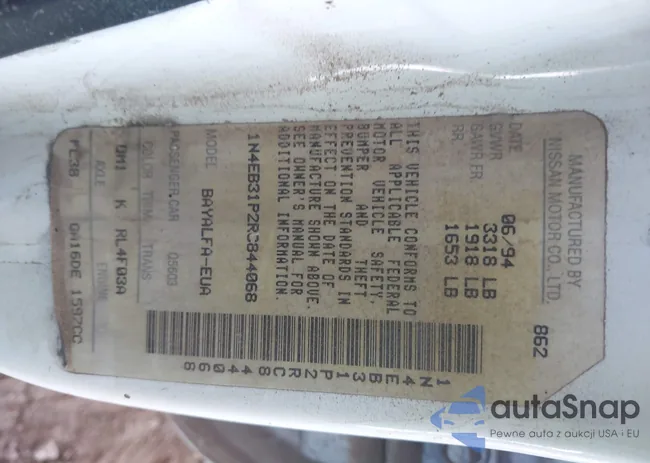 MANUFACTURED BY
NISSAN MOTOR CO., LTD.
862
DATE 06/94
GVWR 3318 LB
GAWR FR 1918 LB
RR 1653 LB
THIS VEHICLE CONFORMS TO
ALL APPLICABLE FEDERAL
MOTOR VEHICLE SAFETY,
BUMPER AND THEFT
PREVENTION STANDARDS IN
EFFECT ON THE DATE OF
MANUFACTURE SHOWN ABOVE.
SEE OWNER'S MANUAL FOR
ADDITIONAL INFORMATION.
1N4EB31P2RC844068
1N4EB31P2RC844068
MODEL BAYALFA-EUA
PASSENGER CAR Q5603
COLOR TRIM TRANS
QM1 K RL4F03A
AXLE ENGINE
GA16DE 1597CC
autaSnap
Pewne auta z aukcji USA i EU